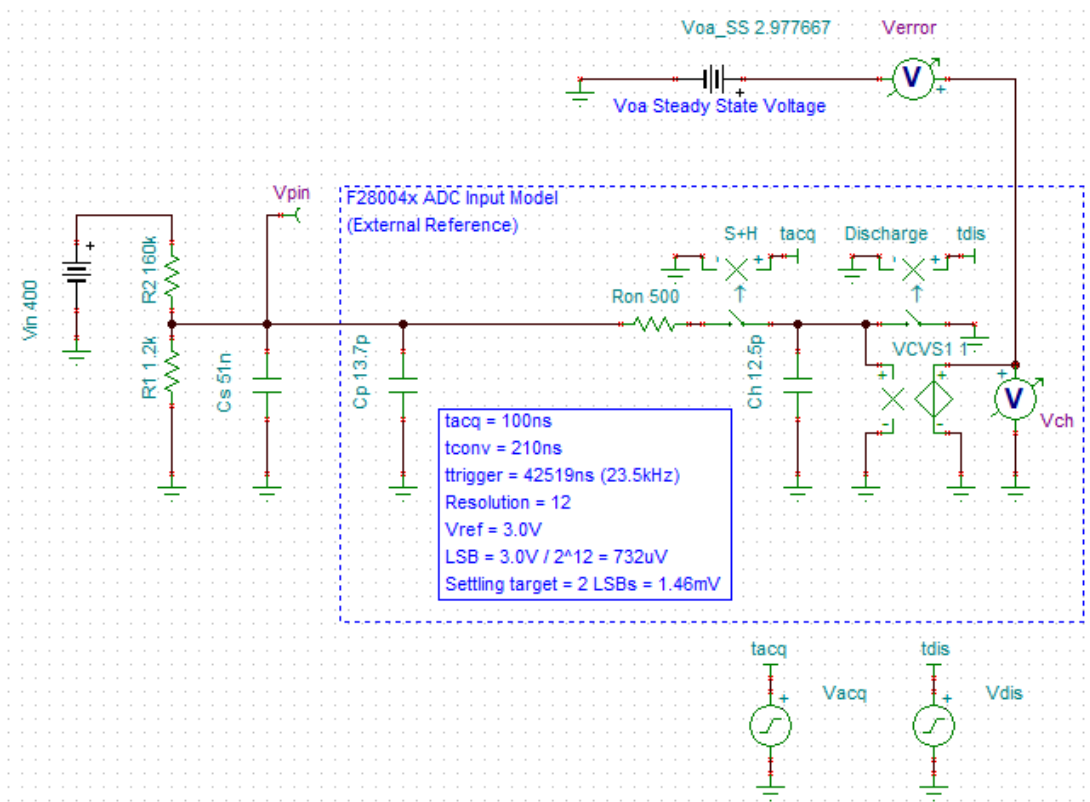 Voa_SS 2.977667
Verror
V
+
+
Voa Steady State Voltage
Vpin
F28004x ADC Input Model
(External Reference)
S+H
tacq
Discharge
tdis
-
+
-
+
+
Vin 400
R2 160k
Ron 500
R1 1.2k
Cs 51n
Cp 13.7p
Ch 12.5p
VCVS1 1
+
+
+
-
-
V
Vch
tacq = 100ns
tconv = 210ns
ttrigger = 42519ns (23.5kHz)
Resolution = 12
Vref = 3.0V
LSB = 3.0V / 2^12 = 732uV
Settling target = 2 LSBs = 1.46mV
tacq
tdis
+
Vacq
+
Vdis